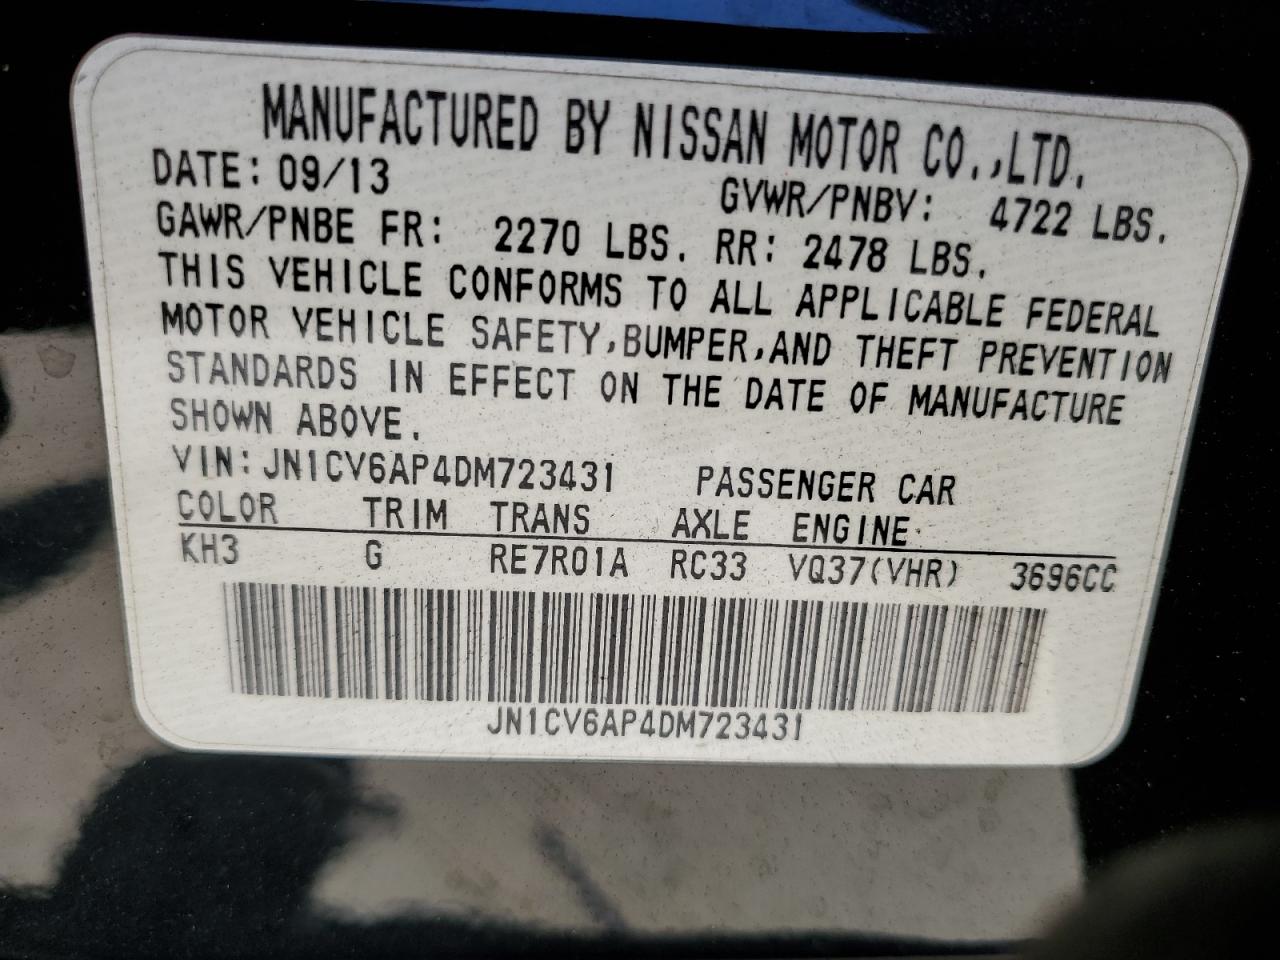 MANUFACTURED BY NISSAN MOTOR CO.,LTD.
DATE: 09/13 GVWR/PNBV: 4722 LBS.
GAWR/PNBE FR: 2270 LBS. RR: 2478 LBS.
THIS VEHICLE CONFORMS TO ALL APPLICABLE FEDERAL
MOTOR VEHICLE SAFETY,BUMPER,AND THEFT PREVENTION
STANDARDS IN EFFECT ON THE DATE OF MANUFACTURE
SHOWN ABOVE.
VIN: JN1CV6AP4DM723431 PASSENGER CAR
COLOR TRIM TRANS AXLE ENGINE
KH3 G RE7R01A RC33 VQ37(VHR) 3696CC
JN1CV6AP4DM723431